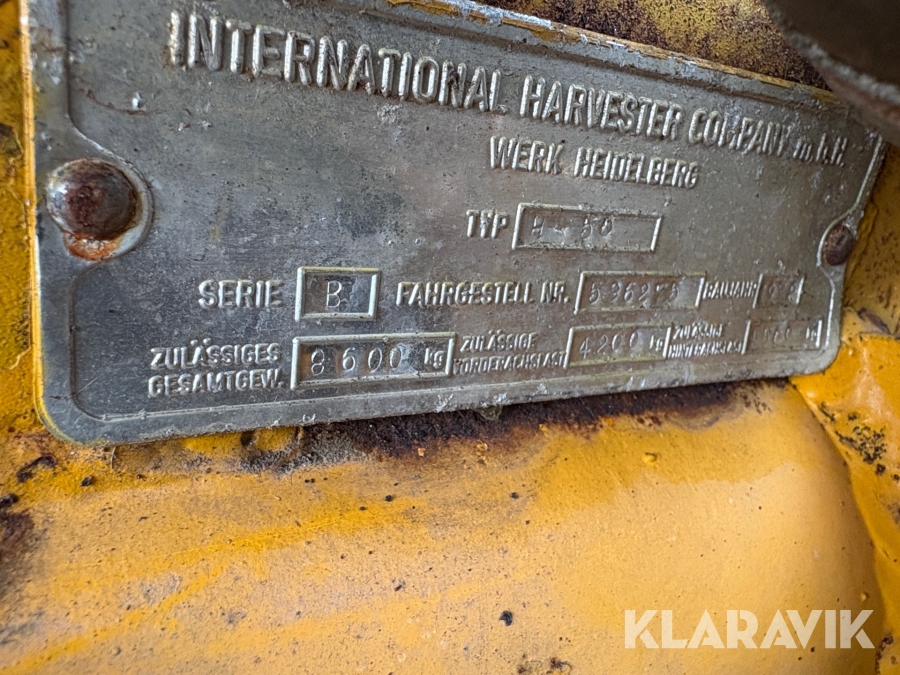 INTERNATIONAL HARVESTER COMPANY m.b.H.
WERK HEIDELBERG
TYP
SERIE B FAHRGESTELL NR. BAUJAHR
ZULÄSSIGES GESAMTGEW. 8600 kg
ZULÄSSIGE VORDERACHSLAST 4200 kg
ZULÄSSIGE HINTERACHSLAST kg
KLARAVIK